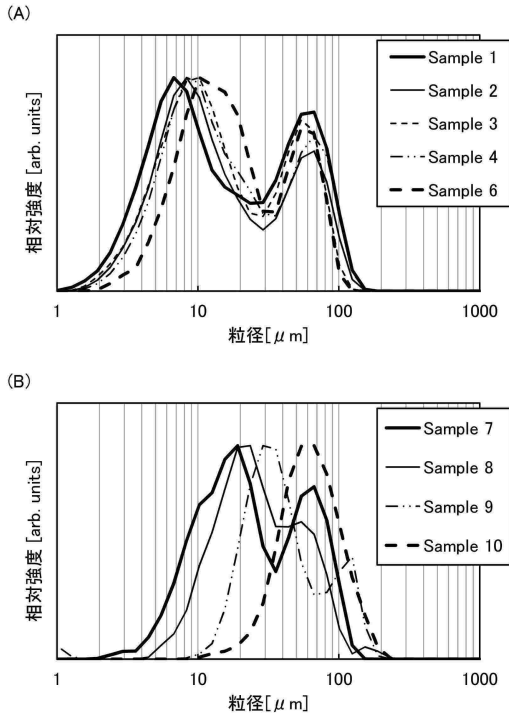 (A)
相対強度 [arb. units]
Sample 1
Sample 2
Sample 3
Sample 4
Sample 6
1 10 100 1000
粒径[μm]
(B)
相対強度 [arb. units]
Sample 7
Sample 8
Sample 9
Sample 10
1 10 100 1000
粒径[μm]